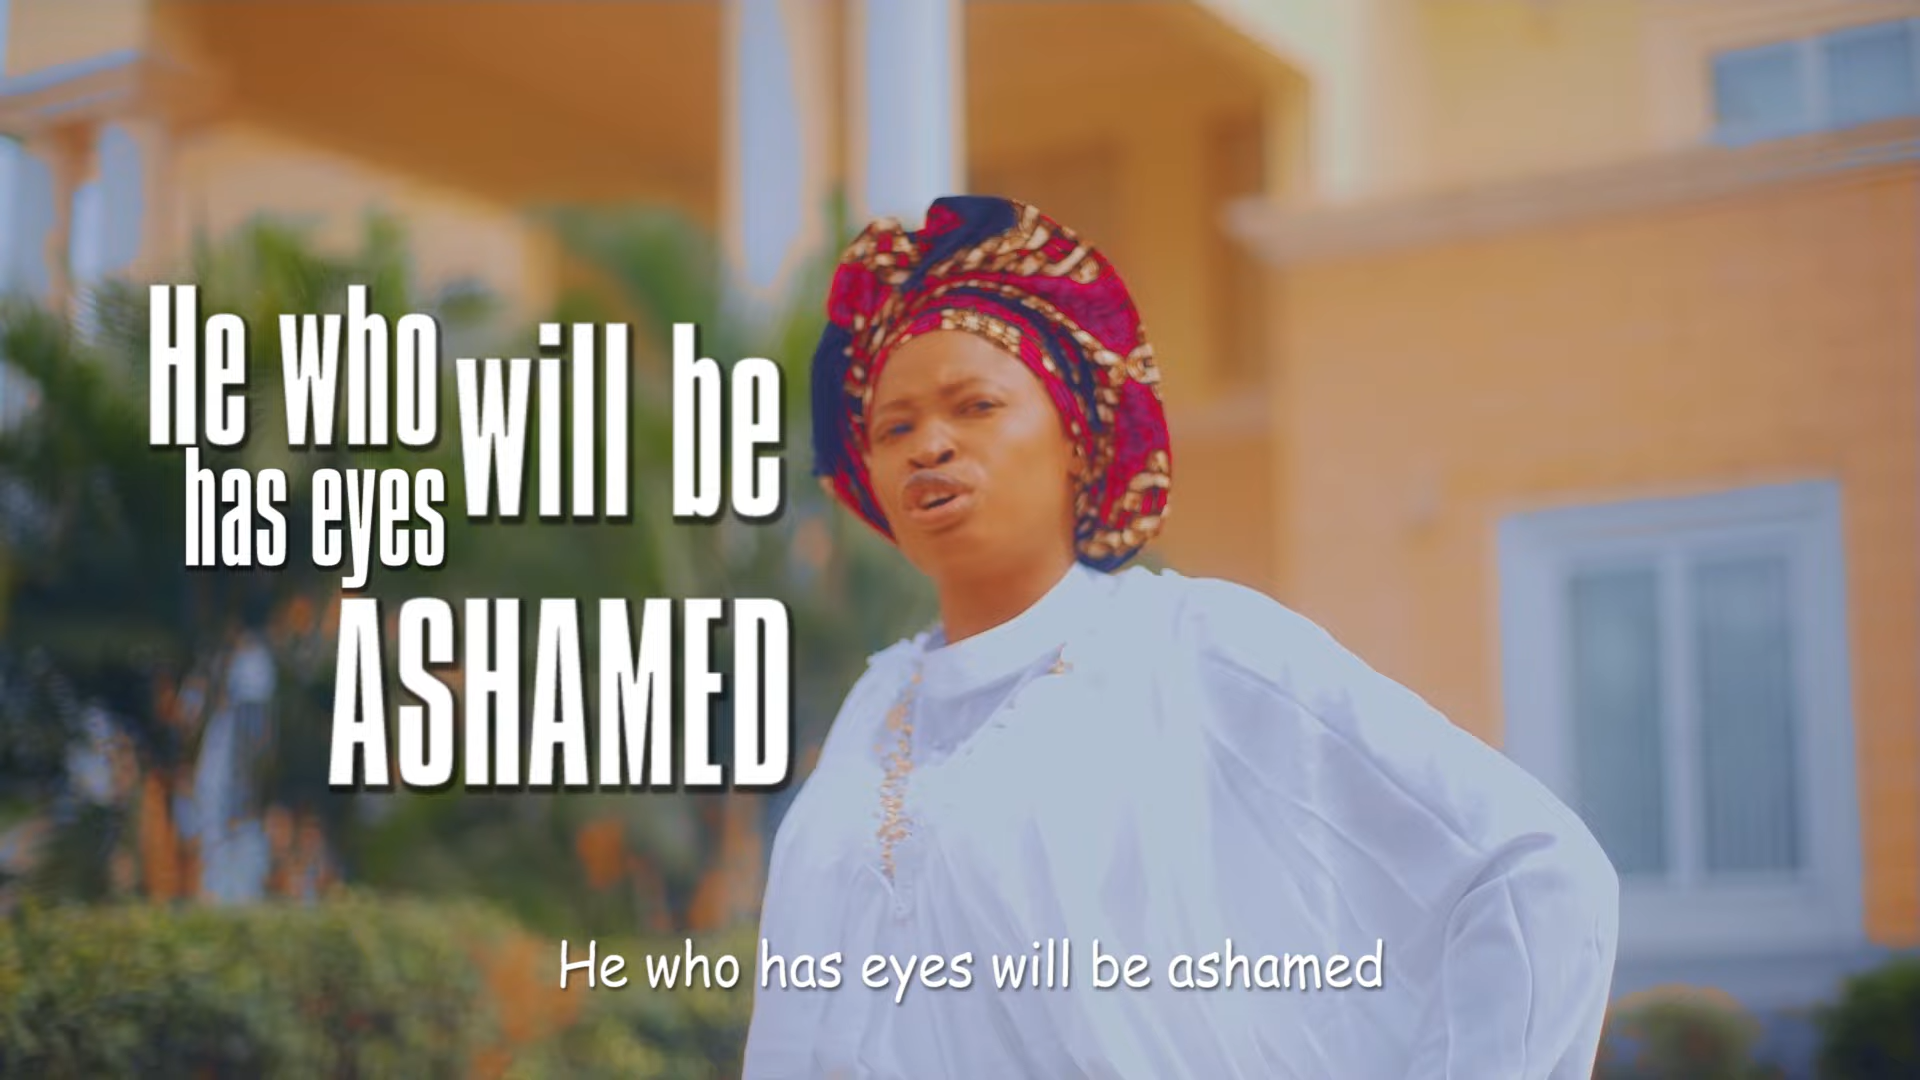 He who
has eyes
will be
ASHAMED
He who has eyes will be ashamed